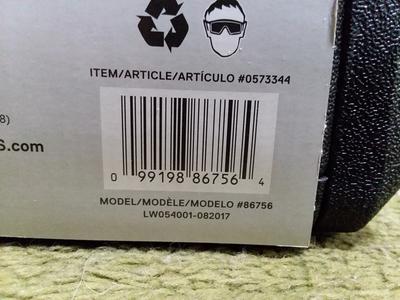 ITEM/ARTICLE/ARTÍCULO #0573344
8)
S.com
0 99198 86756 4
MODEL/MODÈLE/MODELO #86756
LW054001-082017